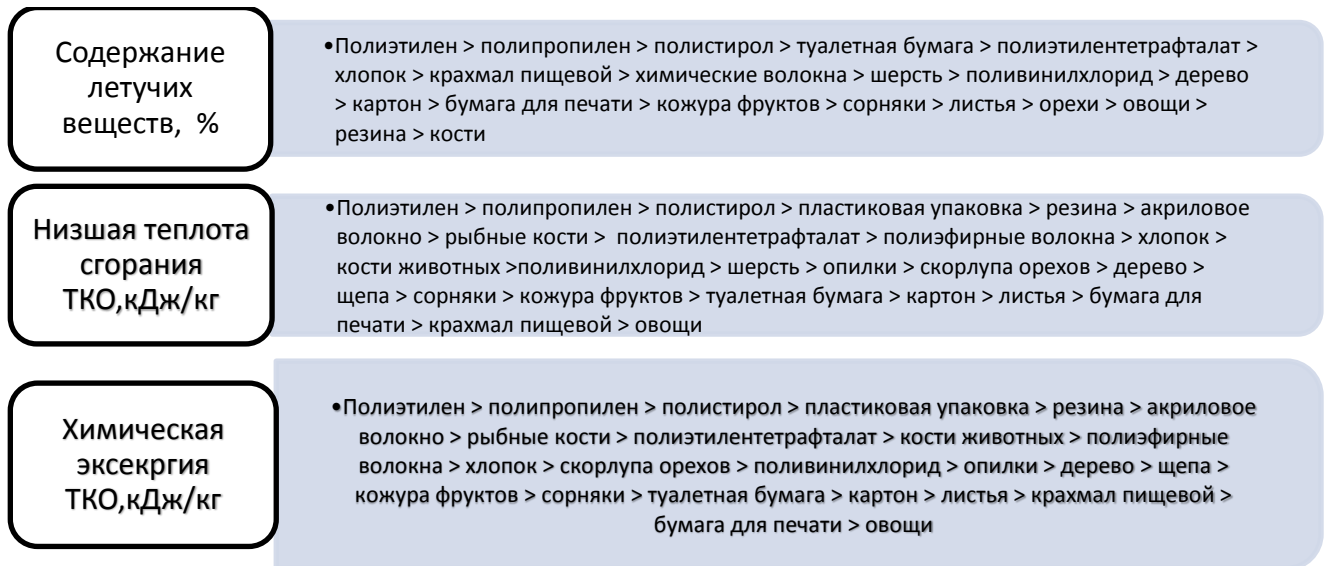 Содержание
летучих
веществ, %
•Полиэтилен > полипропилен > полистирол > туалетная бумага > полиэтилентетрафталат >
хлопок > крахмал пищевой > химические волокна > шерсть > поливинилхлорид > дерево
> картон > бумага для печати > кожура фруктов > сорняки > листья > орехи > овощи >
резина > кости
Низшая теплота
сгорания
ТКО,кДж/кг
•Полиэтилен > полипропилен > полистирол > пластиковая упаковка > резина > акриловое
волокно > рыбные кости > полиэтилентетрафталат > полиэфирные волокна > хлопок >
кости животных >поливинилхлорид > шерсть > опилки > скорлупа орехов > дерево >
щепа > сорняки > кожура фруктов > туалетная бумага > картон > листья > бумага для
печати > крахмал пищевой > овощи
Химическая
эксекргия
ТКО,кДж/кг
•Полиэтилен > полипропилен > полистирол > пластиковая упаковка > резина > акриловое
волокно > рыбные кости > полиэтилентетрафталат > кости животных > полиэфирные
волокна > хлопок > скорлупа орехов > поливинилхлорид > опилки > дерево > щепа >
кожура фруктов > сорняки > туалетная бумага > картон > листья > крахмал пищевой >
бумага для печати > овощи